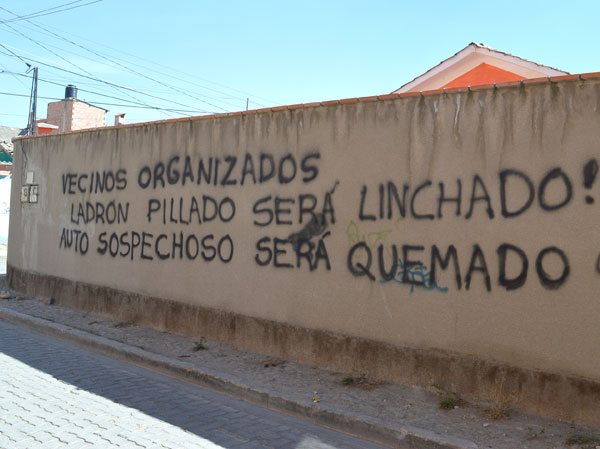 VECINOS ORGANIZADOS
LADRÓN PILLADO SERÁ LINCHADO!
AUTO SOSPECHOSO SERÁ QUEMADO